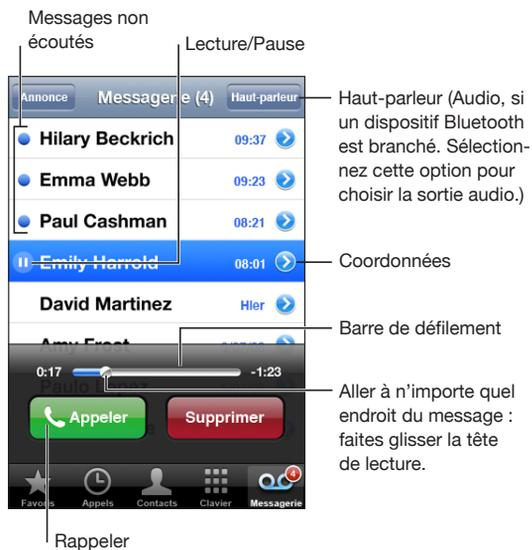 Messages non
écoutés
Lecture/Pause
Annonce
Messagerie (4)
Haut-parleur
Hilary Beckrich 09:37
Emma Webb 09:23
Paul Cashman 08:21
Emily Harrold 08:01
David Martinez Hier
Amy Frost
0:17 -1:23
Paulo Lopez
Appeler
Supprimer
4
Favoris Appels Contacts Clavier Messagerie
Haut-parleur (Audio, si
un dispositif Bluetooth
est branché. Sélection-
nez cette option pour
choisir la sortie audio.)
Coordonnées
Barre de défilement
Aller à n’importe quel
endroit du message :
faites glisser la tête
de lecture.
Rappeler